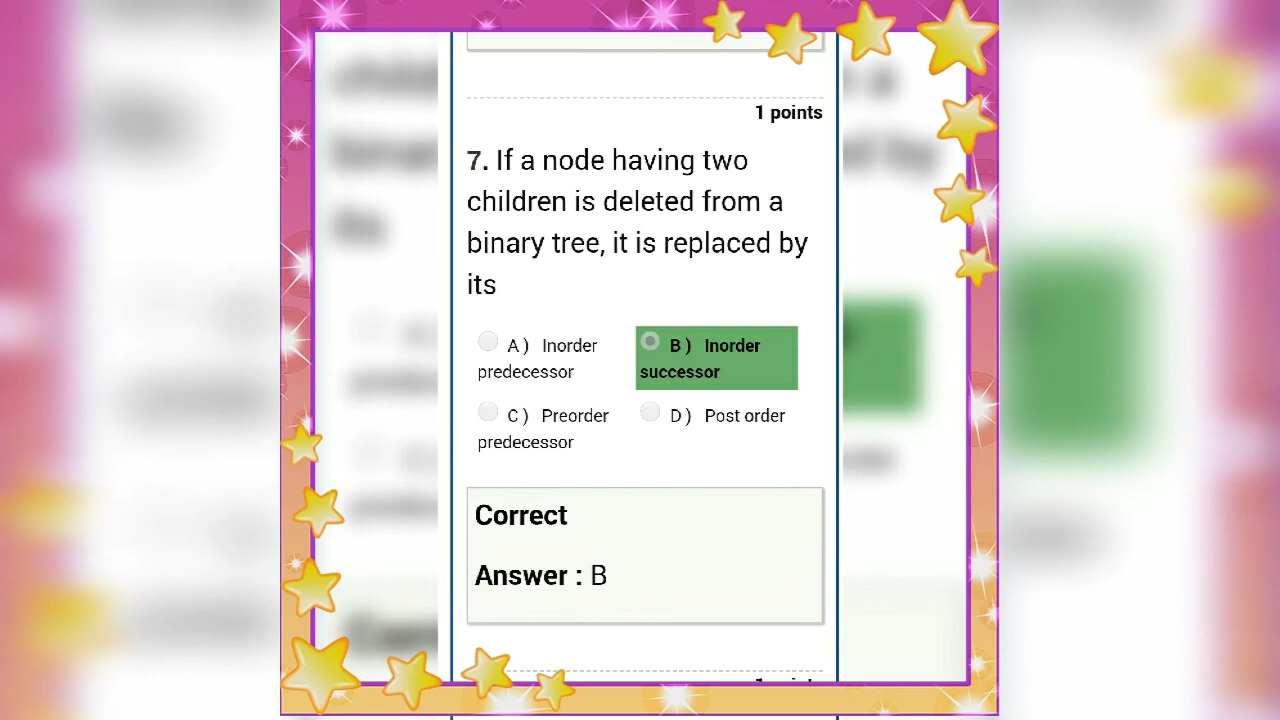 1 points
7. If a node having two
children is deleted from a
binary tree, it is replaced by
its
A ) Inorder predecessor
B ) Inorder successor
C ) Preorder predecessor
D ) Post order
Correct
Answer : B